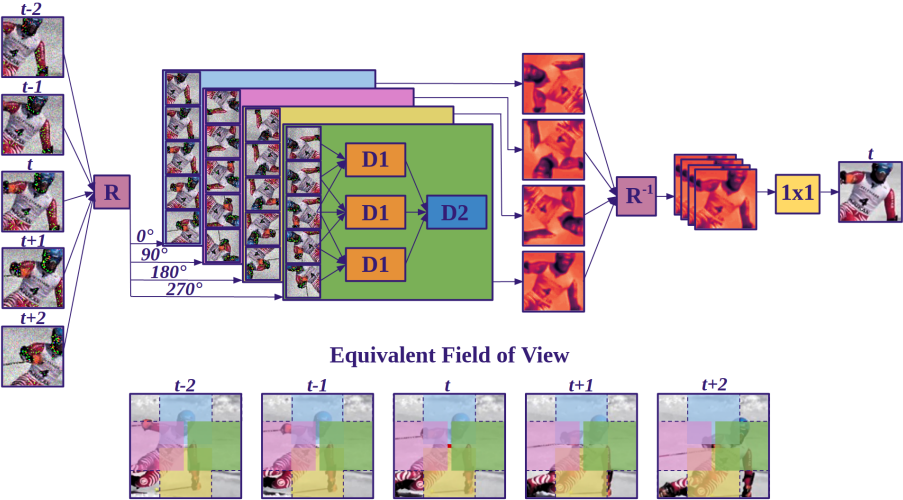 t-2
t-1
t
t+1
t+2
R
0°
90°
180°
270°
D1
D1
D1
D2
R-1
1x1
t
Equivalent Field of View
t-2
t-1
t
t+1
t+2